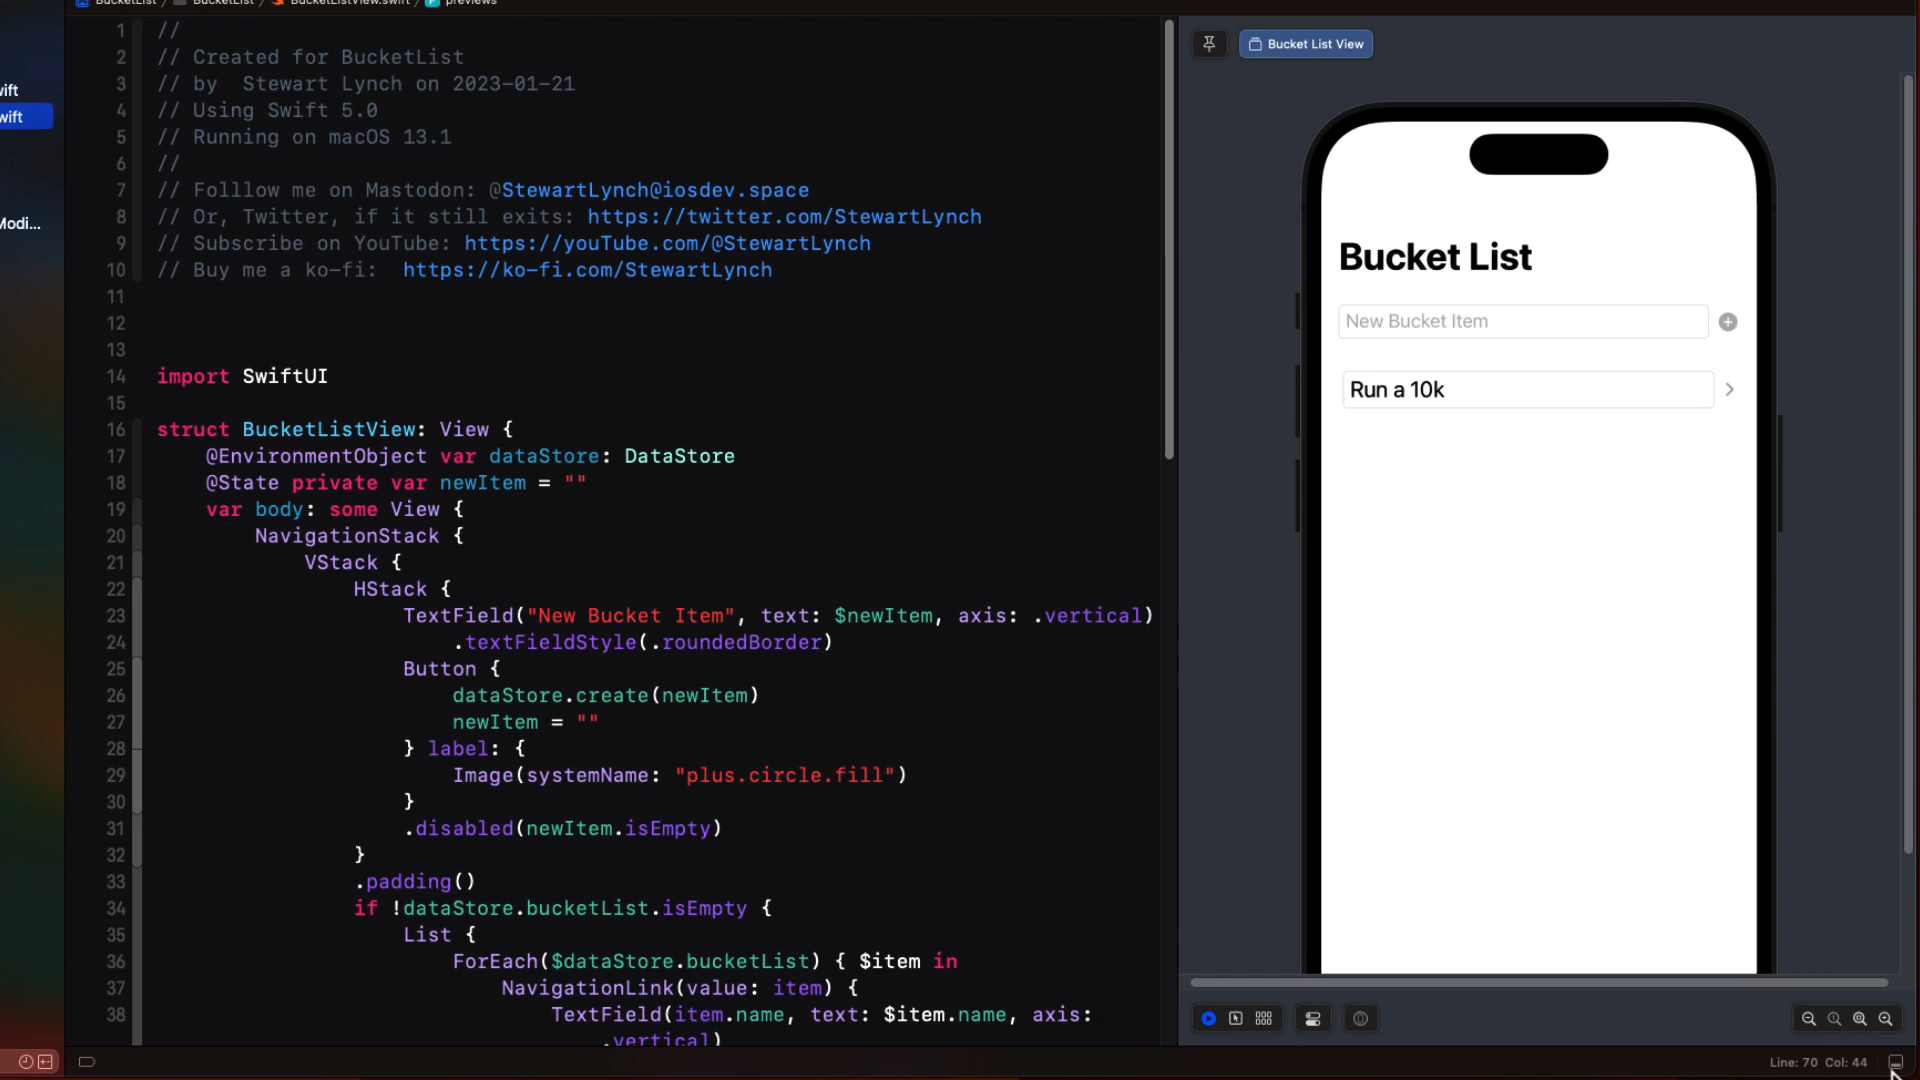 BucketList
BucketList
BucketListView.swift
previews
wift
wift
Modi...
1 //
2 // Created for BucketList
3 // by  Stewart Lynch on 2023-01-21
4 // Using Swift 5.0
5 // Running on macOS 13.1
6 //
7 // Folllow me on Mastodon: @StewartLynch@iosdev.space
8 // Or, Twitter, if it still exits: https://twitter.com/StewartLynch
9 // Subscribe on YouTube: https://youTube.com/@StewartLynch
10 // Buy me a ko-fi:  https://ko-fi.com/StewartLynch
11
12
13
14 import SwiftUI
15
16 struct BucketListView: View {
17 @EnvironmentObject var dataStore: DataStore
18 @State private var newItem = ""
19 var body: some View {
20 NavigationStack {
21 VStack {
22 HStack {
23 TextField("New Bucket Item", text: $newItem, axis: .vertical)
24 .textFieldStyle(.roundedBorder)
25 Button {
26 dataStore.create(newItem)
27 newItem = ""
28 } label: {
29 Image(systemName: "plus.circle.fill")
30 }
31 .disabled(newItem.isEmpty)
32 }
33 .padding()
34 if !dataStore.bucketList.isEmpty {
35 List {
36 ForEach($dataStore.bucketList) { $item in
37 NavigationLink(value: item) {
38 TextField(item.name, text: $item.name, axis:
.vertical)
Bucket List View
Bucket List
New Bucket Item
Run a 10k
Line: 70 Col: 44